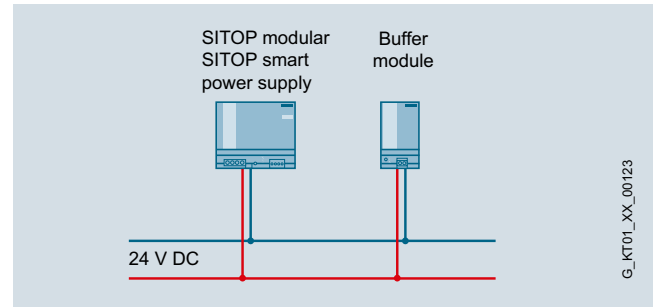 SITOP modular
SITOP smart
power supply
Buffer
module
24 V DC
G_KT01_XX_00123